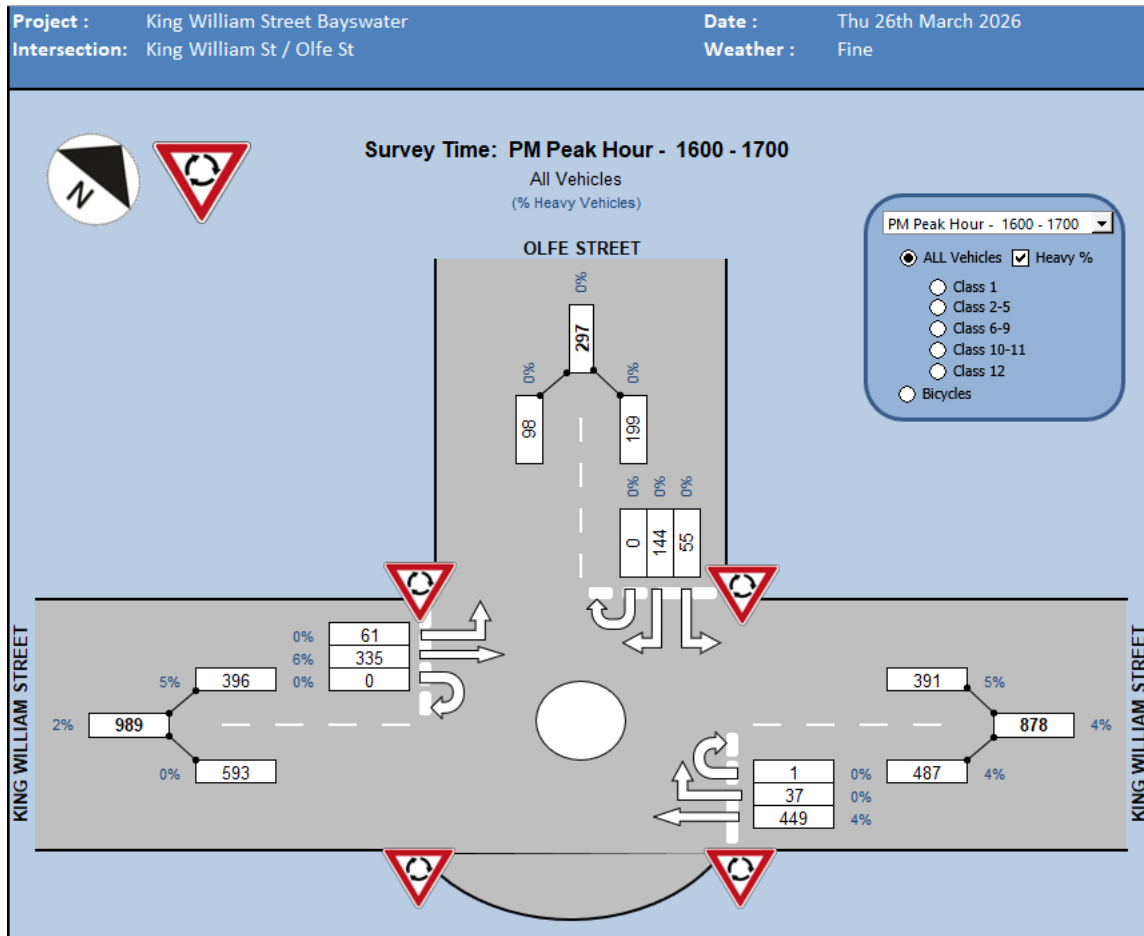 Project : King William Street Bayswater Date : Thu 26th March 2026
Intersection: King William St / Olfe St Weather : Fine
N
Survey Time: PM Peak Hour - 1600 - 1700
All Vehicles
(% Heavy Vehicles)
PM Peak Hour - 1600 - 1700
ALL Vehicles Heavy %
Class 1
Class 2-5
Class 6-9
Class 10-11
Class 12
Bicycles
OLFE STREET
0%
297
0% 0%
98 199
0% 0% 0%
0 144 55
KING WILLIAM STREET
0% 61
6% 335
0% 0
5% 396
2% 989
0% 593
391 5%
878 4%
487 4%
1 0%
37 0%
449 4%
KING WILLIAM STREET